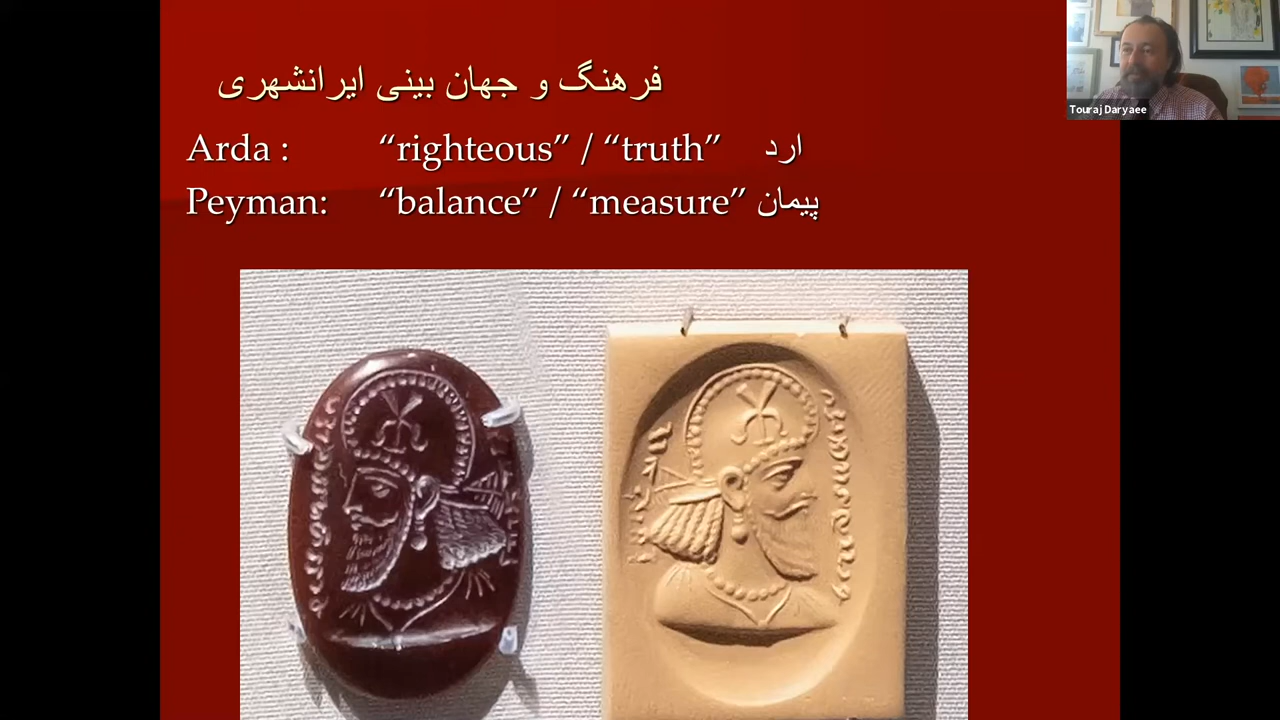 فرهنگ و جهان بینی ایرانشهری
Arda : “righteous” / “truth” ارد
Peyman: “balance” / “measure” پیمان
Touraj Daryaee